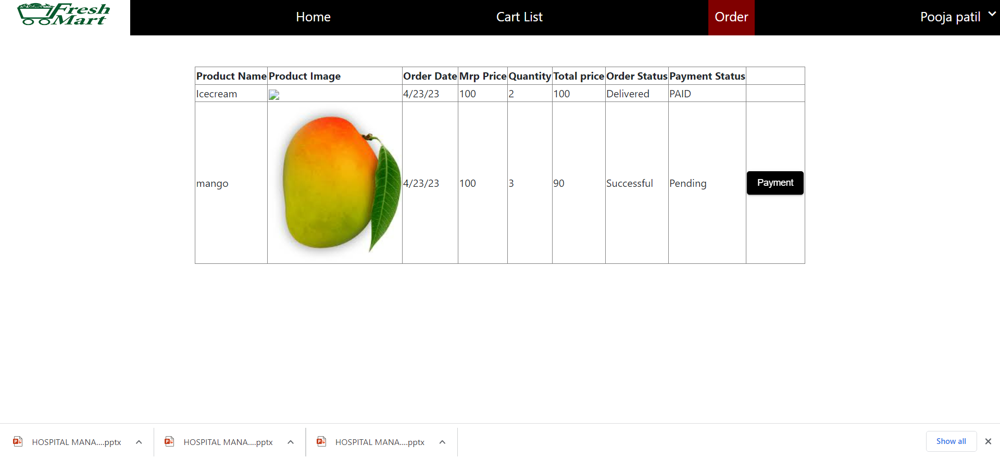 Fresh
Mart
Home Cart List Order Pooja patil
Product Name Product Image Order Date Mrp Price Quantity Total price Order Status Payment Status
Icecream 4/23/23 100 2 100 Delivered PAID
mango 4/23/23 100 3 90 Successful Pending Payment
HOSPITAL MANA....pptx HOSPITAL MANA....pptx HOSPITAL MANA....pptx Show all